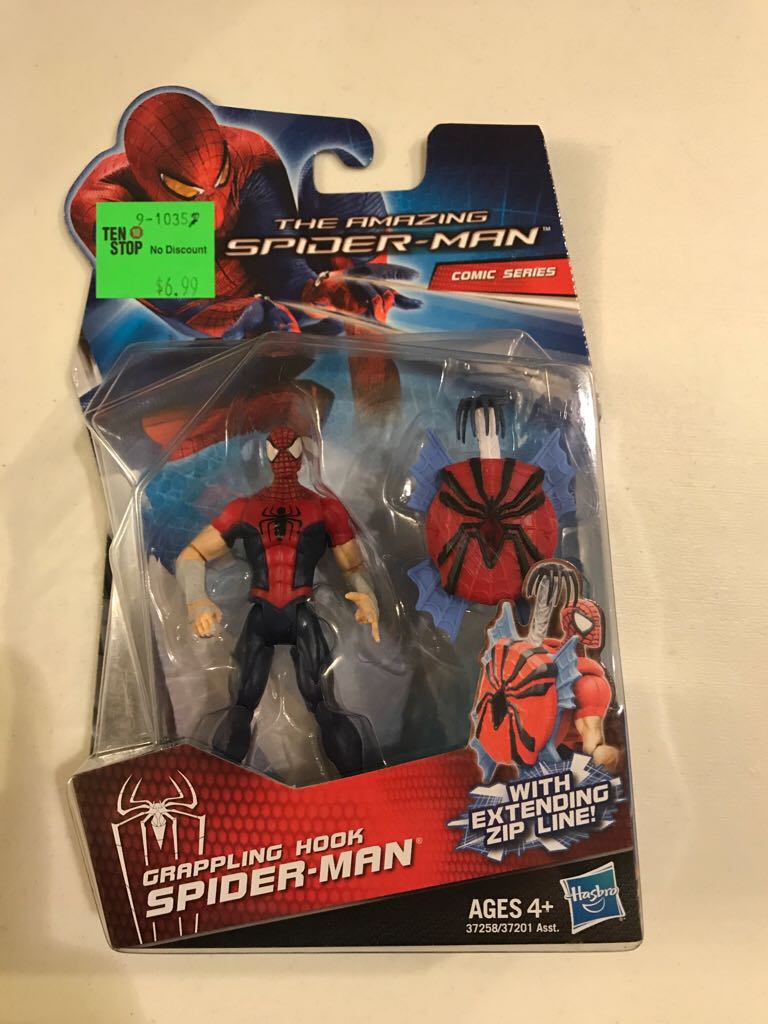 9-1035
TEN STOP
No Discount
$6.99
THE AMAZING
SPIDER-MAN™
COMIC SERIES
WITH
EXTENDING
ZIP LINE!
GRAPPLING HOOK
SPIDER-MAN®
AGES 4+
37258/37201 Asst.
Hasbro